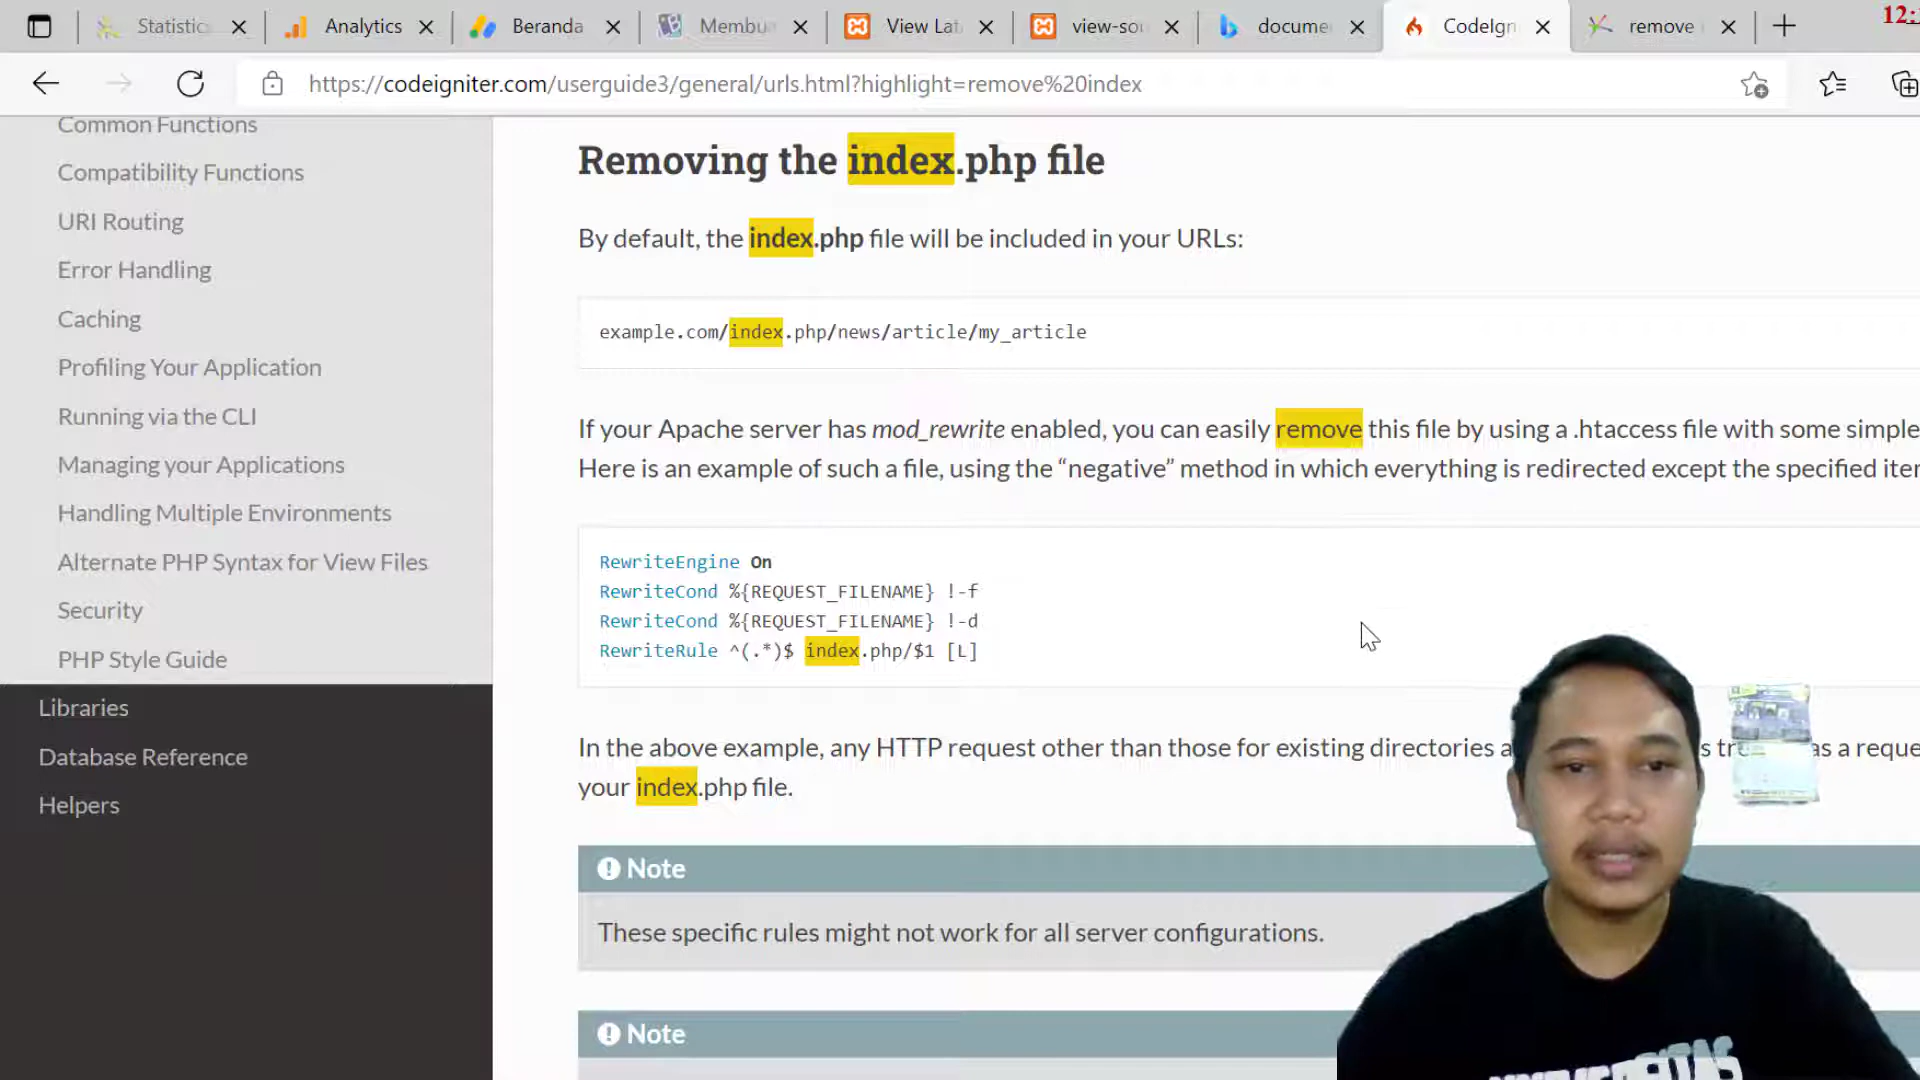 Statistic
Analytics
Beranda
Membu
View Lat
view-sou
docume
CodeIgn
remove
12:
https://codeigniter.com/userguide3/general/urls.html?highlight=remove%20index
Common Functions
Compatibility Functions
URI Routing
Error Handling
Caching
Profiling Your Application
Running via the CLI
Managing your Applications
Handling Multiple Environments
Alternate PHP Syntax for View Files
Security
PHP Style Guide
Libraries
Database Reference
Helpers
Removing the index.php file
By default, the index.php file will be included in your URLs:
example.com/index.php/news/article/my_article
If your Apache server has mod_rewrite enabled, you can easily remove this file by using a .htaccess file with some simple
Here is an example of such a file, using the “negative” method in which everything is redirected except the specified iter
RewriteEngine On
RewriteCond %{REQUEST_FILENAME} !-f
RewriteCond %{REQUEST_FILENAME} !-d
RewriteRule ^(.*)$ index.php/$1 [L]
In the above example, any HTTP request other than those for existing directories a s tr as a reque
your index.php file.
Note
These specific rules might not work for all server configurations.
Note